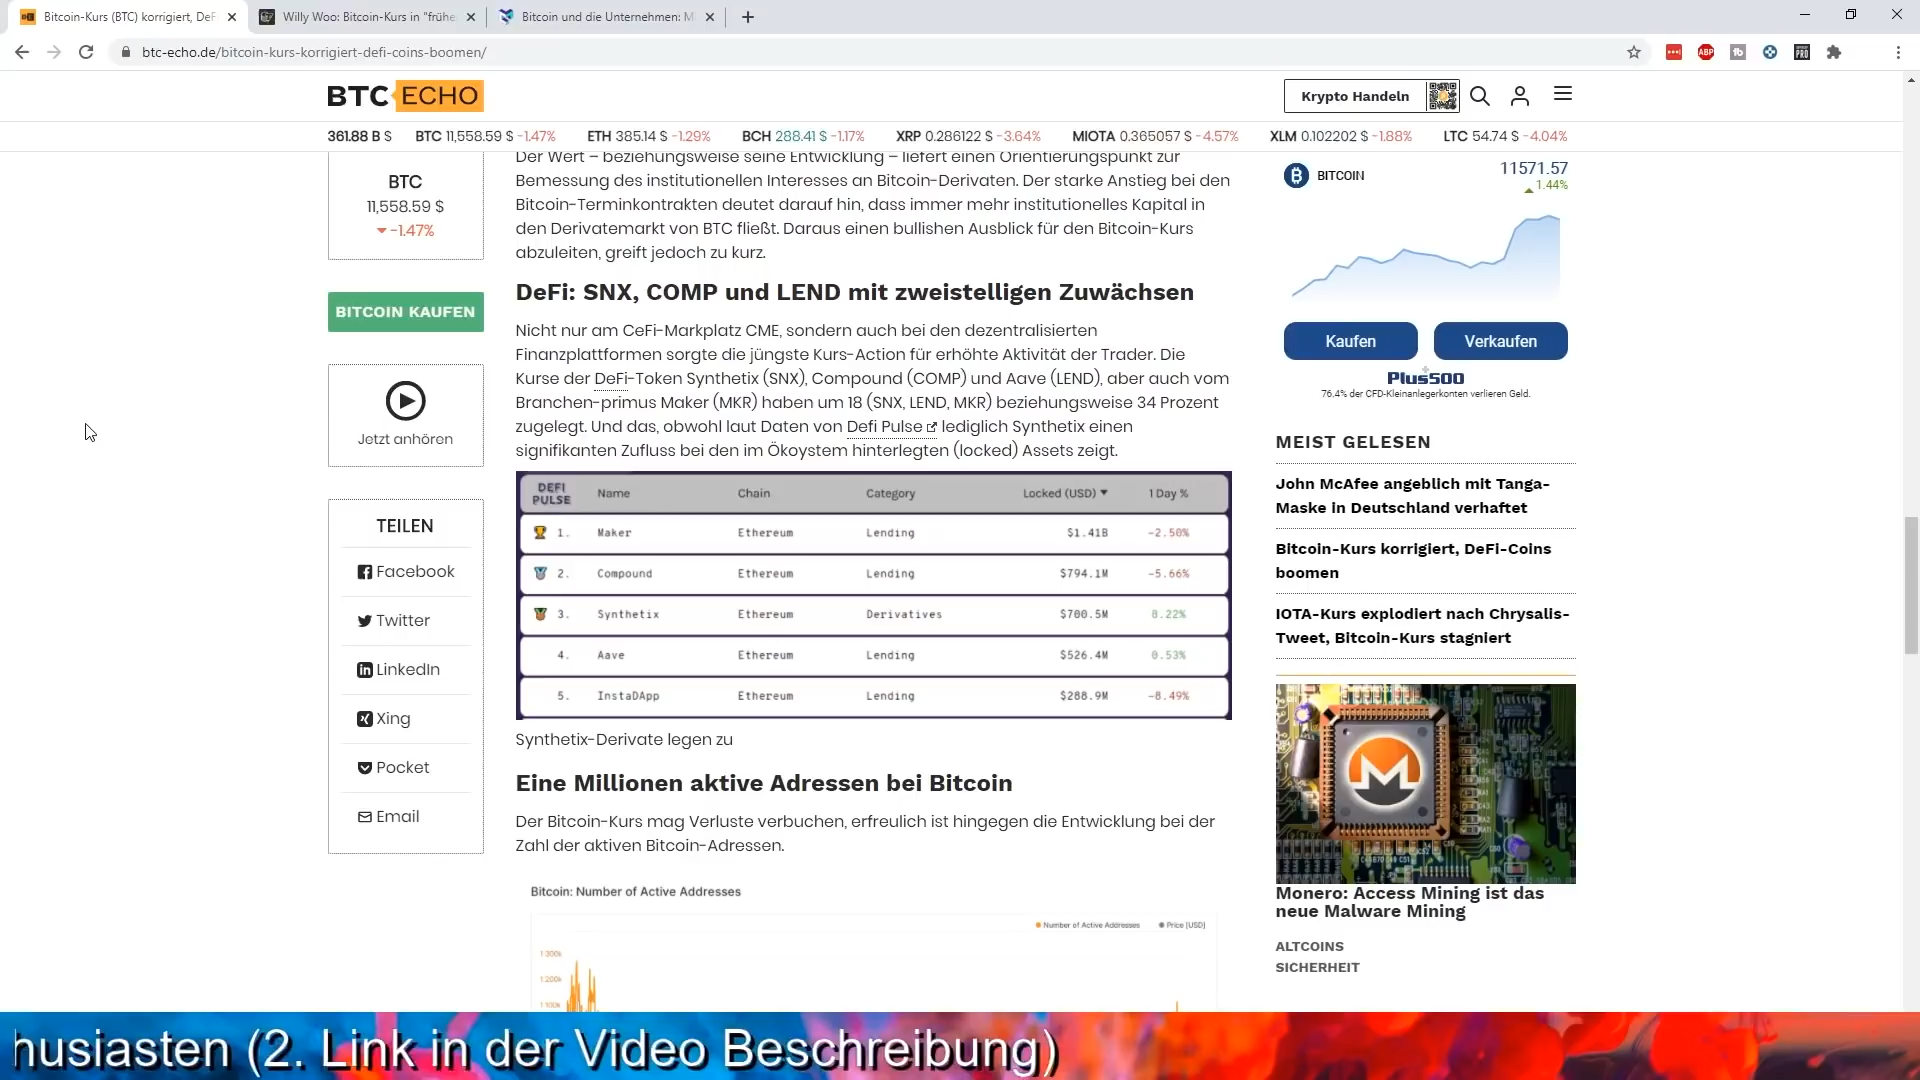 Bitcoin-Kurs (BTC) korrigiert, DeF
Willy Woo: Bitcoin-Kurs in "frühe
Bitcoin und die Unternehmen: M
btc-echo.de/bitcoin-kurs-korrigiert-defi-coins-boomen/
ABP
BTC ECHO
Krypto Handeln
361.88 B $ BTC 11,558.59 $ -1.47% ETH 385.14 $ -1.29% BCH 288.41 $ -1.17% XRP 0.286122 $ -3.64% MIOTA 0.365057 $ -4.57% XLM 0.102202 $ -1.88% LTC 54.74 $ -4.04%
BTC
11,558.59 $
-1.47%
BITCOIN KAUFEN
Jetzt anhören
TEILEN
Facebook
Twitter
LinkedIn
Xing
Pocket
Email
Der Wert – beziehungsweise seine Entwicklung – liefert einen Orientierungspunkt zur
Bemessung des institutionellen Interesses an Bitcoin-Derivaten. Der starke Anstieg bei den
Bitcoin-Terminkontrakten deutet darauf hin, dass immer mehr institutionelles Kapital in
den Derivatemarkt von BTC fließt. Daraus einen bullishen Ausblick für den Bitcoin-Kurs
abzuleiten, greift jedoch zu kurz.
DeFi: SNX, COMP und LEND mit zweistelligen Zuwächsen
Nicht nur am CeFi-Markplatz CME, sondern auch bei den dezentralisierten
Finanzplattformen sorgte die jüngste Kurs-Action für erhöhte Aktivität der Trader. Die
Kurse der DeFi-Token Synthetix (SNX), Compound (COMP) und Aave (LEND), aber auch vom
Branchen-primus Maker (MKR) haben um 18 (SNX, LEND, MKR) beziehungsweise 34 Prozent
zugelegt. Und das, obwohl laut Daten von Defi Pulse lediglich Synthetix einen
signifikanten Zufluss bei den im Ökoystem hinterlegten (locked) Assets zeigt.
DEFI PULSE Name Chain Category Locked (USD) ▼ 1 Day %
1. Maker Ethereum Lending $1.41B -2.50%
2. Compound Ethereum Lending $794.1M -5.66%
3. Synthetix Ethereum Derivatives $700.5M 8.22%
4. Aave Ethereum Lending $526.4M 0.53%
5. InstaDApp Ethereum Lending $288.9M -8.49%
Synthetix-Derivate legen zu
Eine Millionen aktive Adressen bei Bitcoin
Der Bitcoin-Kurs mag Verluste verbuchen, erfreulich ist hingegen die Entwicklung bei der
Zahl der aktiven Bitcoin-Adressen.
Bitcoin: Number of Active Addresses
Number of Active Addresses Price [USD]
1 300k
1 200k
1 100k
BITCOIN
11571.57
1.44%
Kaufen
Verkaufen
Plus500
76.4% der CFD-Kleinanlegerkonten verlieren Geld.
MEIST GELESEN
John McAfee angeblich mit Tanga-
Maske in Deutschland verhaftet
Bitcoin-Kurs korrigiert, DeFi-Coins
boomen
IOTA-Kurs explodiert nach Chrysalis-
Tweet, Bitcoin-Kurs stagniert
Monero: Access Mining ist das
neue Malware Mining
ALTCOINS
SICHERHEIT
husiasten (2. Link in der Video Beschreibung)